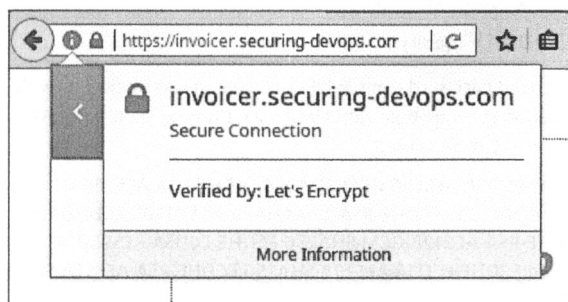 https://invoicer.securing-devops.com
invoicer.securing-devops.com
Secure Connection
Verified by: Let's Encrypt
More Information